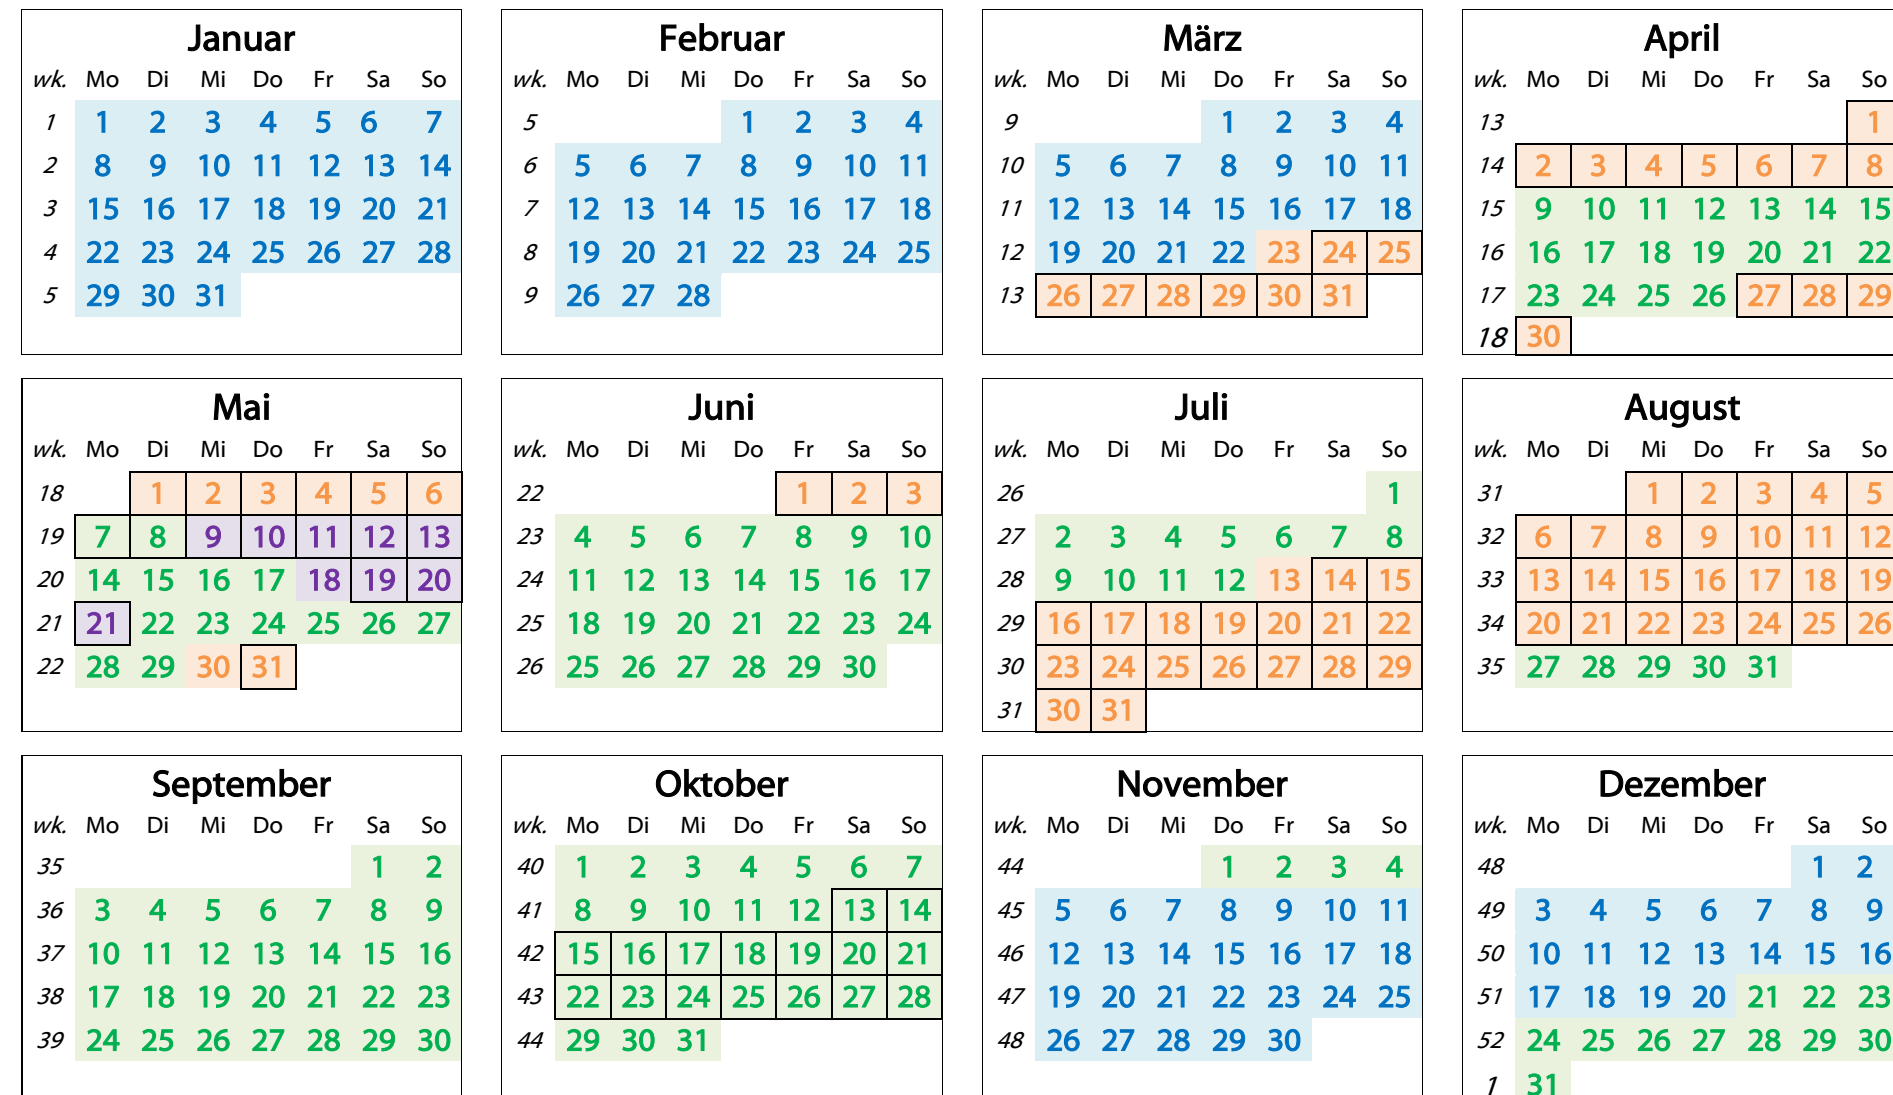 Januar
wk. Mo Di Mi Do Fr Sa So
1 1 2 3 4 5 6 7
2 8 9 10 11 12 13 14
3 15 16 17 18 19 20 21
4 22 23 24 25 26 27 28
5 29 30 31
Februar
wk. Mo Di Mi Do Fr Sa So
5 1 2 3 4
6 5 6 7 8 9 10 11
7 12 13 14 15 16 17 18
8 19 20 21 22 23 24 25
9 26 27 28
März
wk. Mo Di Mi Do Fr Sa So
9 1 2 3 4
10 5 6 7 8 9 10 11
11 12 13 14 15 16 17 18
12 19 20 21 22 23 24 25
13 26 27 28 29 30 31
April
wk. Mo Di Mi Do Fr Sa So
13 1
14 2 3 4 5 6 7 8
15 9 10 11 12 13 14 15
16 16 17 18 19 20 21 22
17 23 24 25 26 27 28 29
18 30
Mai
wk. Mo Di Mi Do Fr Sa So
18 1 2 3 4 5 6
19 7 8 9 10 11 12 13
20 14 15 16 17 18 19 20
21 21 22 23 24 25 26 27
22 28 29 30 31
Juni
wk. Mo Di Mi Do Fr Sa So
22 1 2 3
23 4 5 6 7 8 9 10
24 11 12 13 14 15 16 17
25 18 19 20 21 22 23 24
26 25 26 27 28 29 30
Juli
wk. Mo Di Mi Do Fr Sa So
26 1
27 2 3 4 5 6 7 8
28 9 10 11 12 13 14 15
29 16 17 18 19 20 21 22
30 23 24 25 26 27 28 29
31 30 31
August
wk. Mo Di Mi Do Fr Sa So
31 1 2 3 4 5
32 6 7 8 9 10 11 12
33 13 14 15 16 17 18 19
34 20 21 22 23 24 25 26
35 27 28 29 30 31
September
wk. Mo Di Mi Do Fr Sa So
35 1 2
36 3 4 5 6 7 8 9
37 10 11 12 13 14 15 16
38 17 18 19 20 21 22 23
39 24 25 26 27 28 29 30
Oktober
wk. Mo Di Mi Do Fr Sa So
40 1 2 3 4 5 6 7
41 8 9 10 11 12 13 14
42 15 16 17 18 19 20 21
43 22 23 24 25 26 27 28
44 29 30 31
November
wk. Mo Di Mi Do Fr Sa So
44 1 2 3 4
45 5 6 7 8 9 10 11
46 12 13 14 15 16 17 18
47 19 20 21 22 23 24 25
48 26 27 28 29 30
Dezember
wk. Mo Di Mi Do Fr Sa So
48 1 2
49 3 4 5 6 7 8 9
50 10 11 12 13 14 15 16
51 17 18 19 20 21 22 23
52 24 25 26 27 28 29 30
1 31